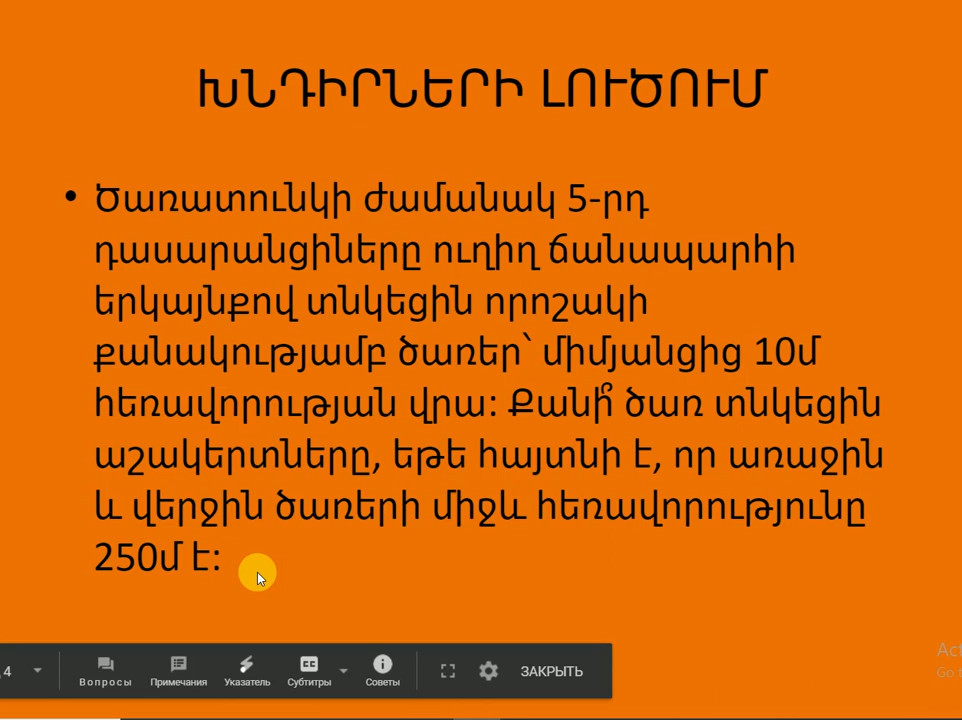 ԽՆԴԻՐՆԵՐԻ ԼՈՒԾՈՒՄ
• Ծառատունկի ժամանակ 5-րդ
դասարանցիները ուղիղ ճանապարհի
երկայնքով տնկեցին որոշակի
քանակությամբ ծառեր՝ միմյանցից 10մ
հեռավորության վրա: Քանի՞ ծառ տնկեցին
աշակերտները, եթե հայտնի է, որ առաջին
և վերջին ծառերի միջև հեռավորությունը
250մ է:
4
Вопросы Примечания Указатель Субтитры Советы ЗАКРЫТЬ